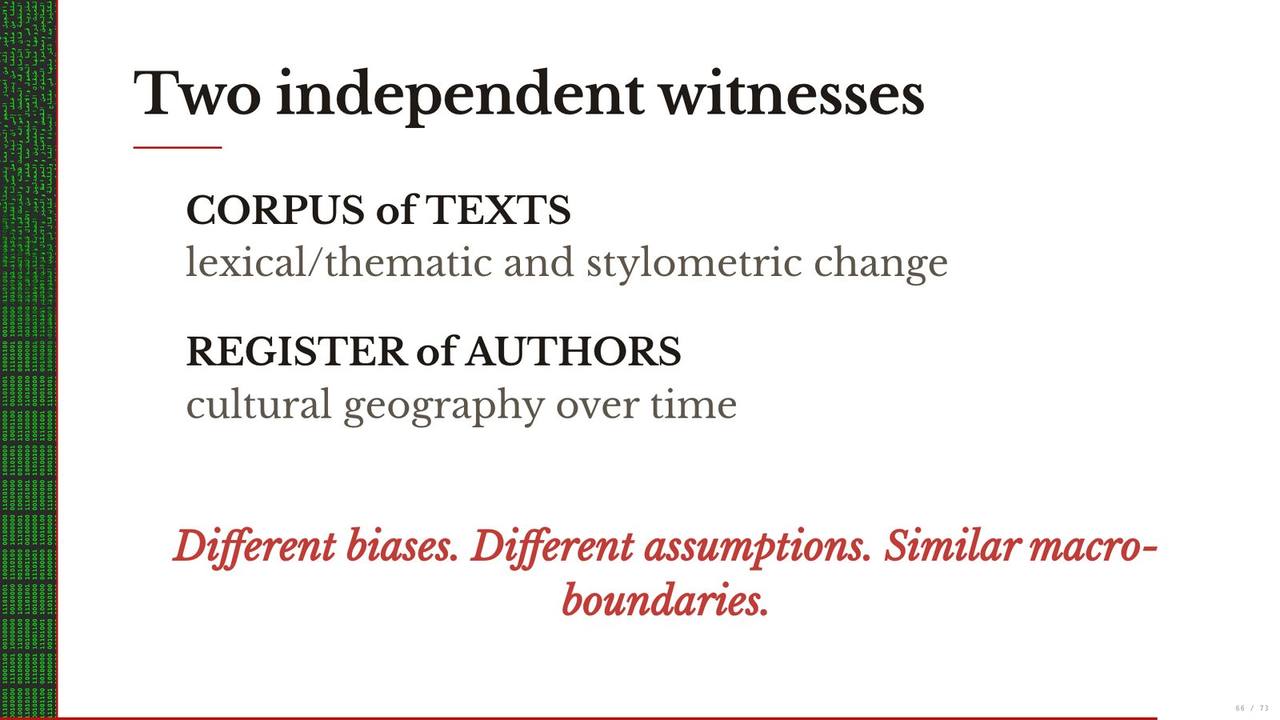 Two independent witnesses
CORPUS of TEXTS
lexical/thematic and stylometric change
REGISTER of AUTHORS
cultural geography over time
Different biases. Different assumptions. Similar macro-
boundaries.
66 / 73